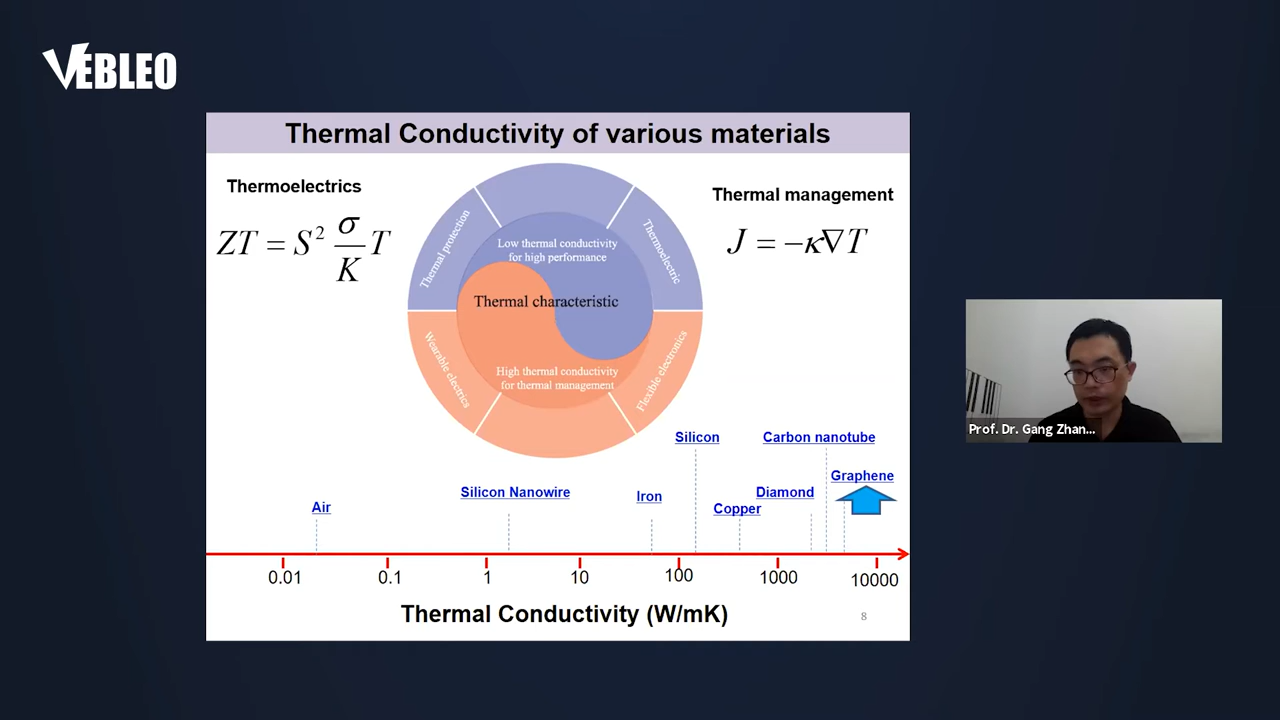 VEBLEO
Thermal Conductivity of various materials
Thermoelectrics
ZT = S² σ/K T
Thermal management
J = −κ∇T
Thermal protection
Thermoelectric
Low thermal conductivity
for high performance
Thermal characteristic
High thermal conductivity
for thermal management
Wearable electrics
Flexible electronics
Silicon
Carbon nanotube
Graphene
Silicon Nanowire
Iron
Diamond
Air
Copper
0.01 0.1 1 10 100 1000 10000
Thermal Conductivity (W/mK)
8
Prof. Dr. Gang Zhan...